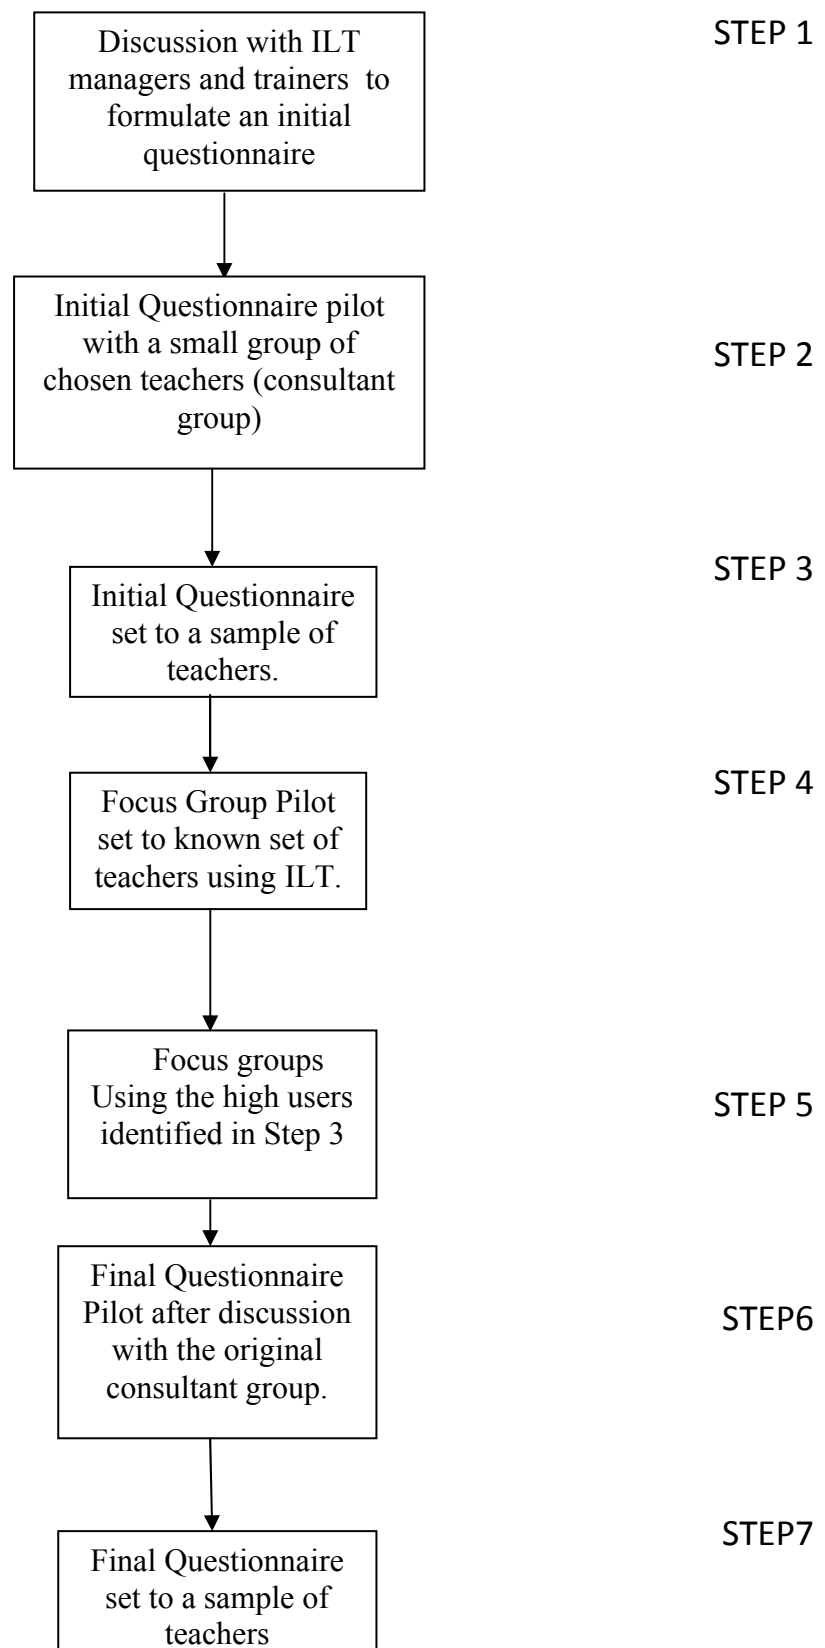 STEP 1
Discussion with ILT
managers and trainers to
formulate an initial
questionnaire
Initial Questionnaire pilot
with a small group of
chosen teachers (consultant
group)
STEP 2
Initial Questionnaire
set to a sample of
teachers.
STEP 3
Focus Group Pilot
set to known set of
teachers using ILT.
STEP 4
Focus groups
Using the high users
identified in Step 3
STEP 5
Final Questionnaire
Pilot after discussion
with the original
consultant group.
STEP6
Final Questionnaire
set to a sample of
teachers
STEP7